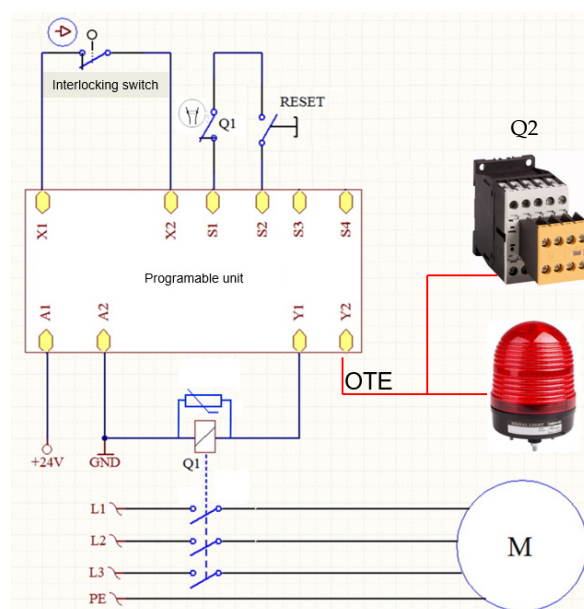 Interlocking switch
RESET
Q1
Q2
X1
X2
S1
S2
S3
S4
Programable unit
A1
A2
Y1
Y2
OTE
+24V
GND
Q1
L1
L2
L3
PE
M